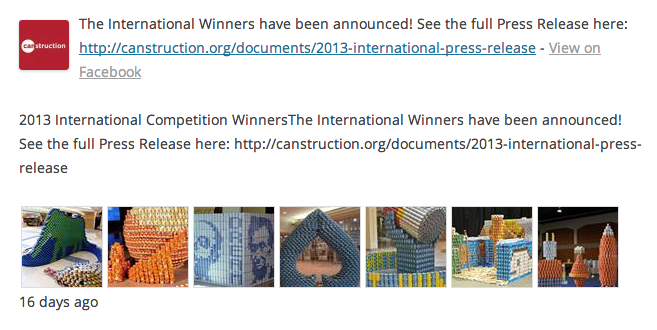 canstruction
The International Winners have been announced! See the full Press Release here:
http://canstruction.org/documents/2013-international-press-release - View on
Facebook
2013 International Competition WinnersThe International Winners have been announced!
See the full Press Release here: http://canstruction.org/documents/2013-international-press-
release
16 days ago